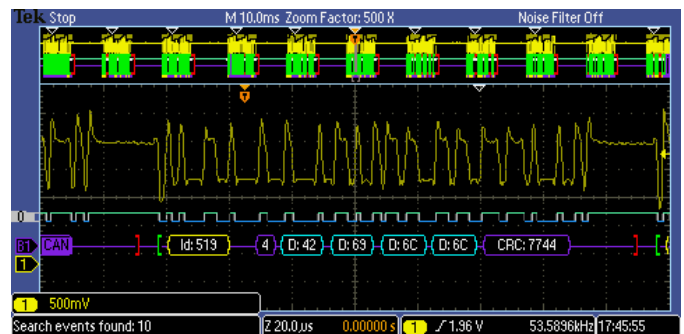 Tek Stop M 10.0ms Zoom Factor: 500 X Noise Filter Off
0
B1 CAN ] [ Id: 519 4 D: 42 D: 69 D: 6C D: 6C CRC: 7744 ] [
1
1 500mV
Search events found: 10 Z 20.0µs 0.00000 s 1 1.96 V 53.5896kHz 17:45:55